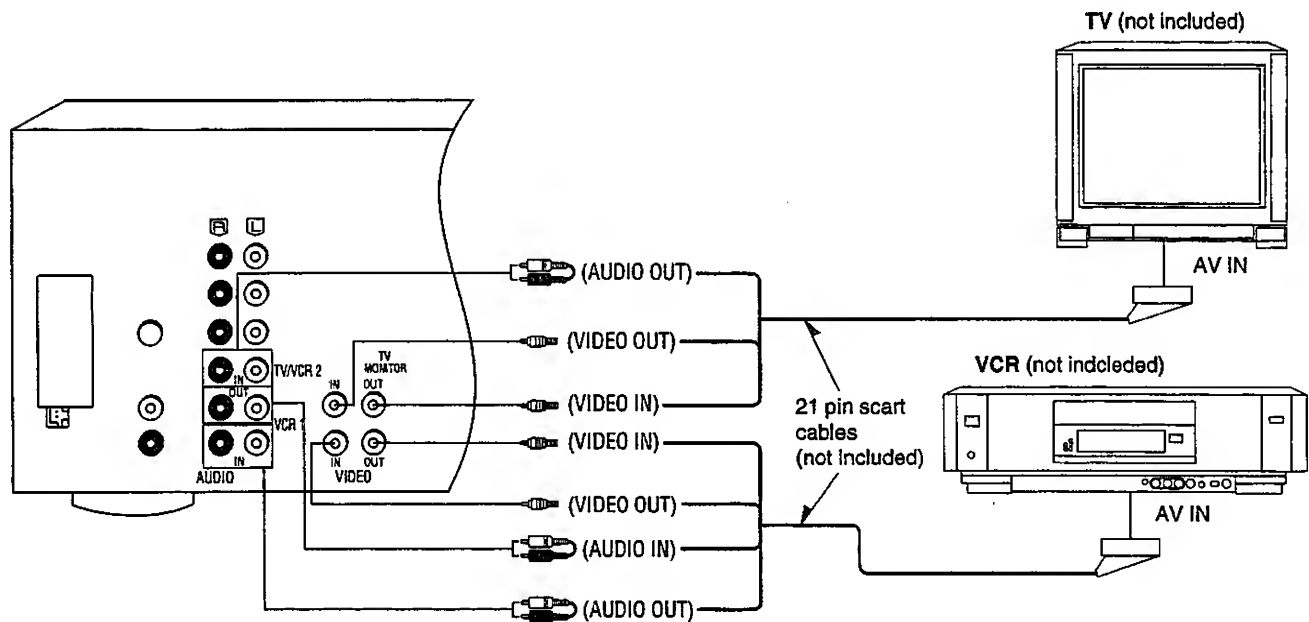 TV (not included)
AV IN
R L
(AUDIO OUT)
(VIDEO OUT)
(VIDEO IN)
(VIDEO IN)
(VIDEO OUT)
(AUDIO IN)
(AUDIO OUT)
IN
TV/VCR 2
OUT
VCR 1
IN
AUDIO
TV
MONITOR
IN OUT
IN OUT
VIDEO
21 pin scart
cables
(not included)
VCR (not indcleded)
AV IN